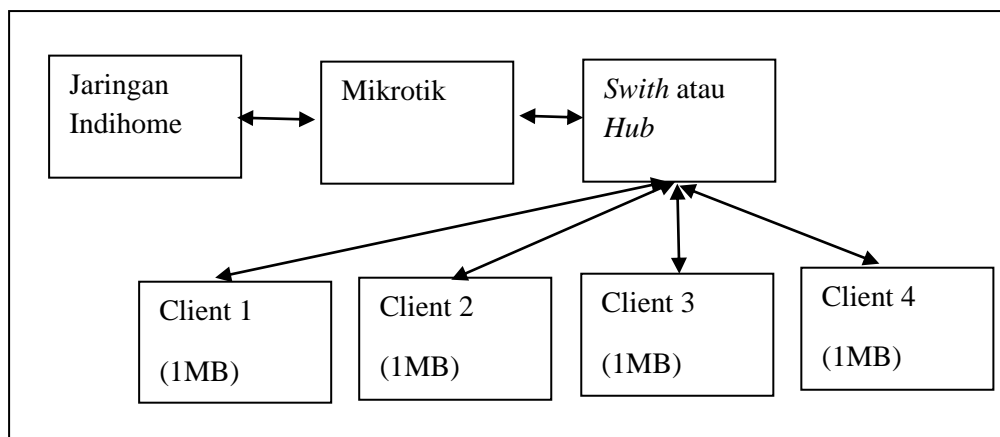 Jaringan
Indihome
Mikrotik
Swith atau
Hub
Client 1
(1MB)
Client 2
(1MB)
Client 3
(1MB)
Client 4
(1MB)